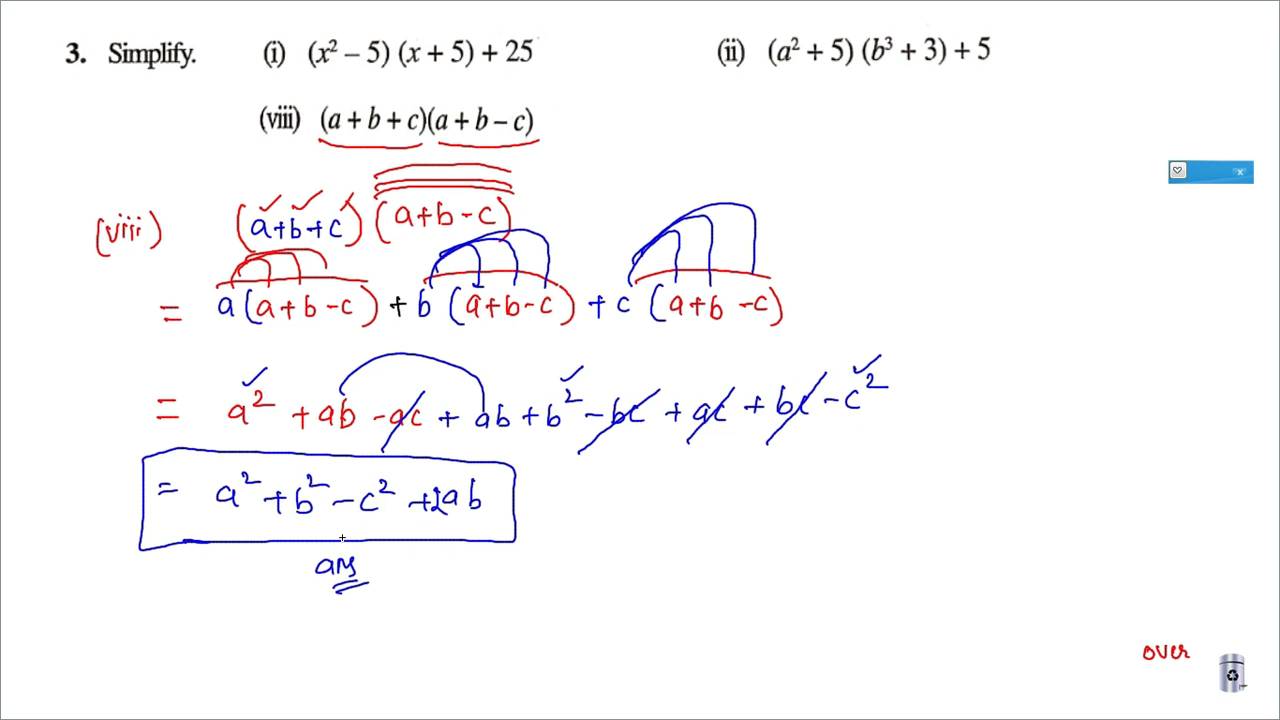 3. Simplify. (i) (x² – 5) (x + 5) + 25 (ii) (a² + 5) (b³ + 3) + 5
(viii) (a + b + c)(a + b – c)
(viii) (a+b+c) (a+b-c)
= a(a+b-c) + b(a+b-c) + c(a+b-c)
= a² + ab - ac + ab + b² - bc + ac + bc - c²
= a² + b² - c² + 2ab
ans
over